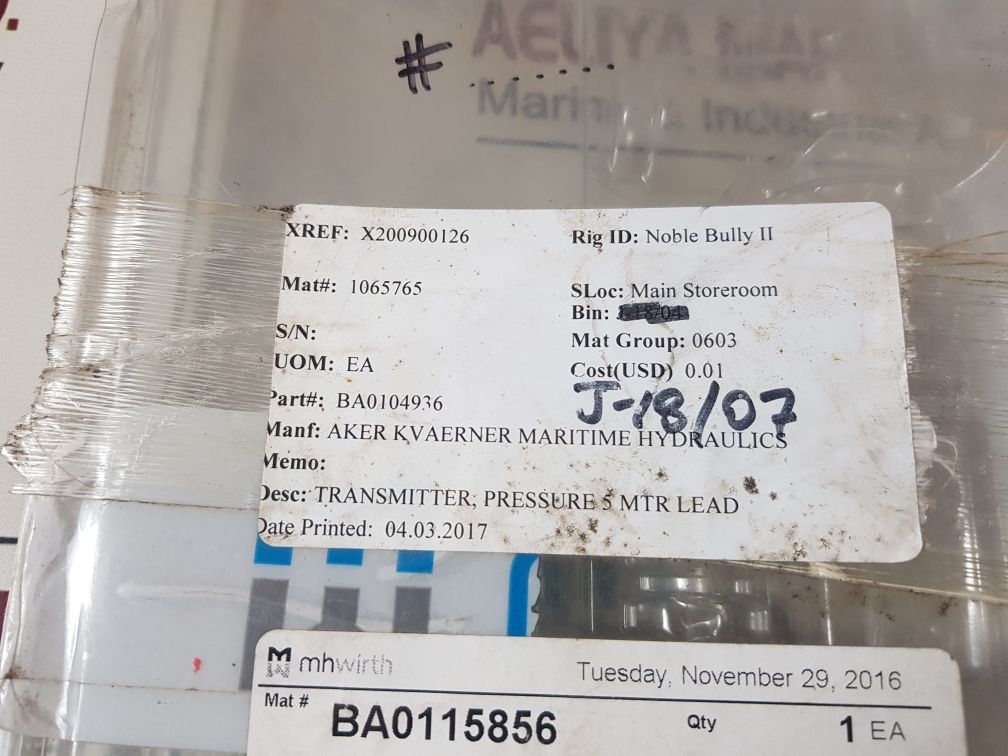 #
AELIYA
Marine & Industrial
XREF: X200900126
Rig ID: Noble Bully II
Mat#: 1065765
SLoc: Main Storeroom
S/N:
Bin:
UOM: EA
Mat Group: 0603
Cost(USD) 0.01
Part#: BA0104936
J-18/07
Manf: AKER KVAERNER MARITIME HYDRAULICS
Memo:
Desc: TRANSMITTER; PRESSURE 5 MTR LEAD
Date Printed: 04.03.2017
mhwirth
Tuesday, November 29, 2016
Mat # BA0115856 Qty 1 EA